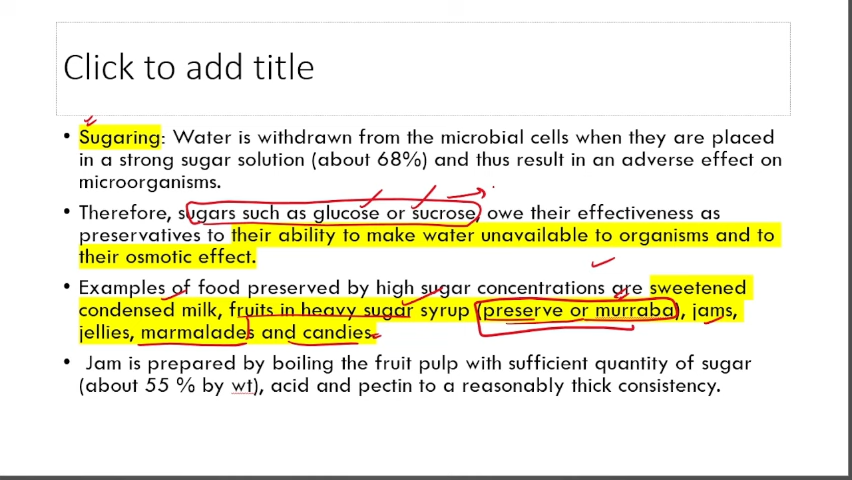 Click to add title
• Sugaring: Water is withdrawn from the microbial cells when they are placed
in a strong sugar solution (about 68%) and thus result in an adverse effect on
microorganisms.
• Therefore, sugars such as glucose or sucrose, owe their effectiveness as
preservatives to their ability to make water unavailable to organisms and to
their osmotic effect.
• Examples of food preserved by high sugar concentrations are sweetened
condensed milk, fruits in heavy sugar syrup (preserve or murraba), jams,
jellies, marmalades and candies.
• Jam is prepared by boiling the fruit pulp with sufficient quantity of sugar
(about 55 % by wt), acid and pectin to a reasonably thick consistency.